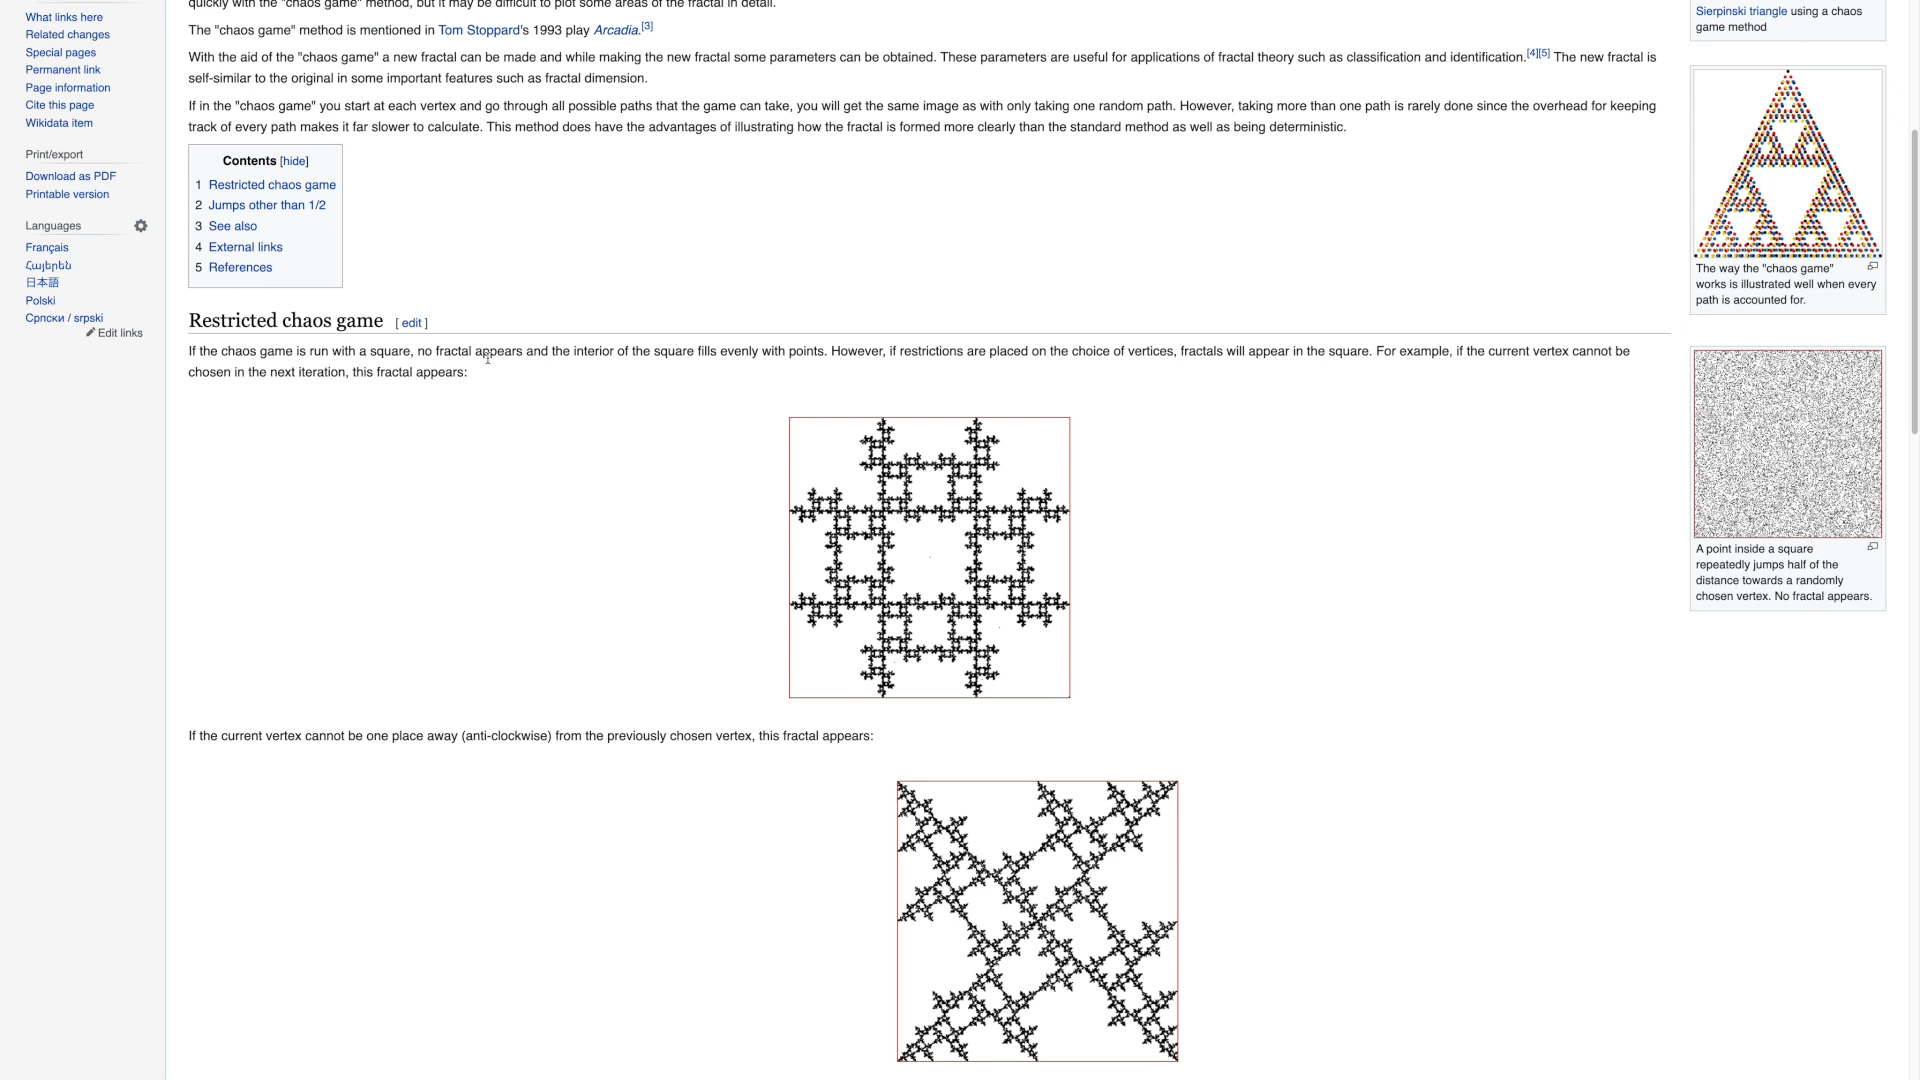 What links here
Related changes
Special pages
Permanent link
Page information
Cite this page
Wikidata item
Print/export
Download as PDF
Printable version
Languages
Français
Հայերեն
日本語
Polski
Српски / srpski
Edit links
quickly with the "chaos game" method, but it may be difficult to plot some areas of the fractal in detail.
The "chaos game" method is mentioned in Tom Stoppard's 1993 play Arcadia.[3]
With the aid of the "chaos game" a new fractal can be made and while making the new fractal some parameters can be obtained. These parameters are useful for applications of fractal theory such as classification and identification.[4][5] The new fractal is
self-similar to the original in some important features such as fractal dimension.
If in the "chaos game" you start at each vertex and go through all possible paths that the game can take, you will get the same image as with only taking one random path. However, taking more than one path is rarely done since the overhead for keeping
track of every path makes it far slower to calculate. This method does have the advantages of illustrating how the fractal is formed more clearly than the standard method as well as being deterministic.
Contents [hide]
1 Restricted chaos game
2 Jumps other than 1/2
3 See also
4 External links
5 References
Restricted chaos game [ edit ]
If the chaos game is run with a square, no fractal appears and the interior of the square fills evenly with points. However, if restrictions are placed on the choice of vertices, fractals will appear in the square. For example, if the current vertex cannot be
chosen in the next iteration, this fractal appears:
If the current vertex cannot be one place away (anti-clockwise) from the previously chosen vertex, this fractal appears:
Sierpinski triangle using a chaos
game method
The way the "chaos game"
works is illustrated well when every
path is accounted for.
A point inside a square
repeatedly jumps half of the
distance towards a randomly
chosen vertex. No fractal appears.